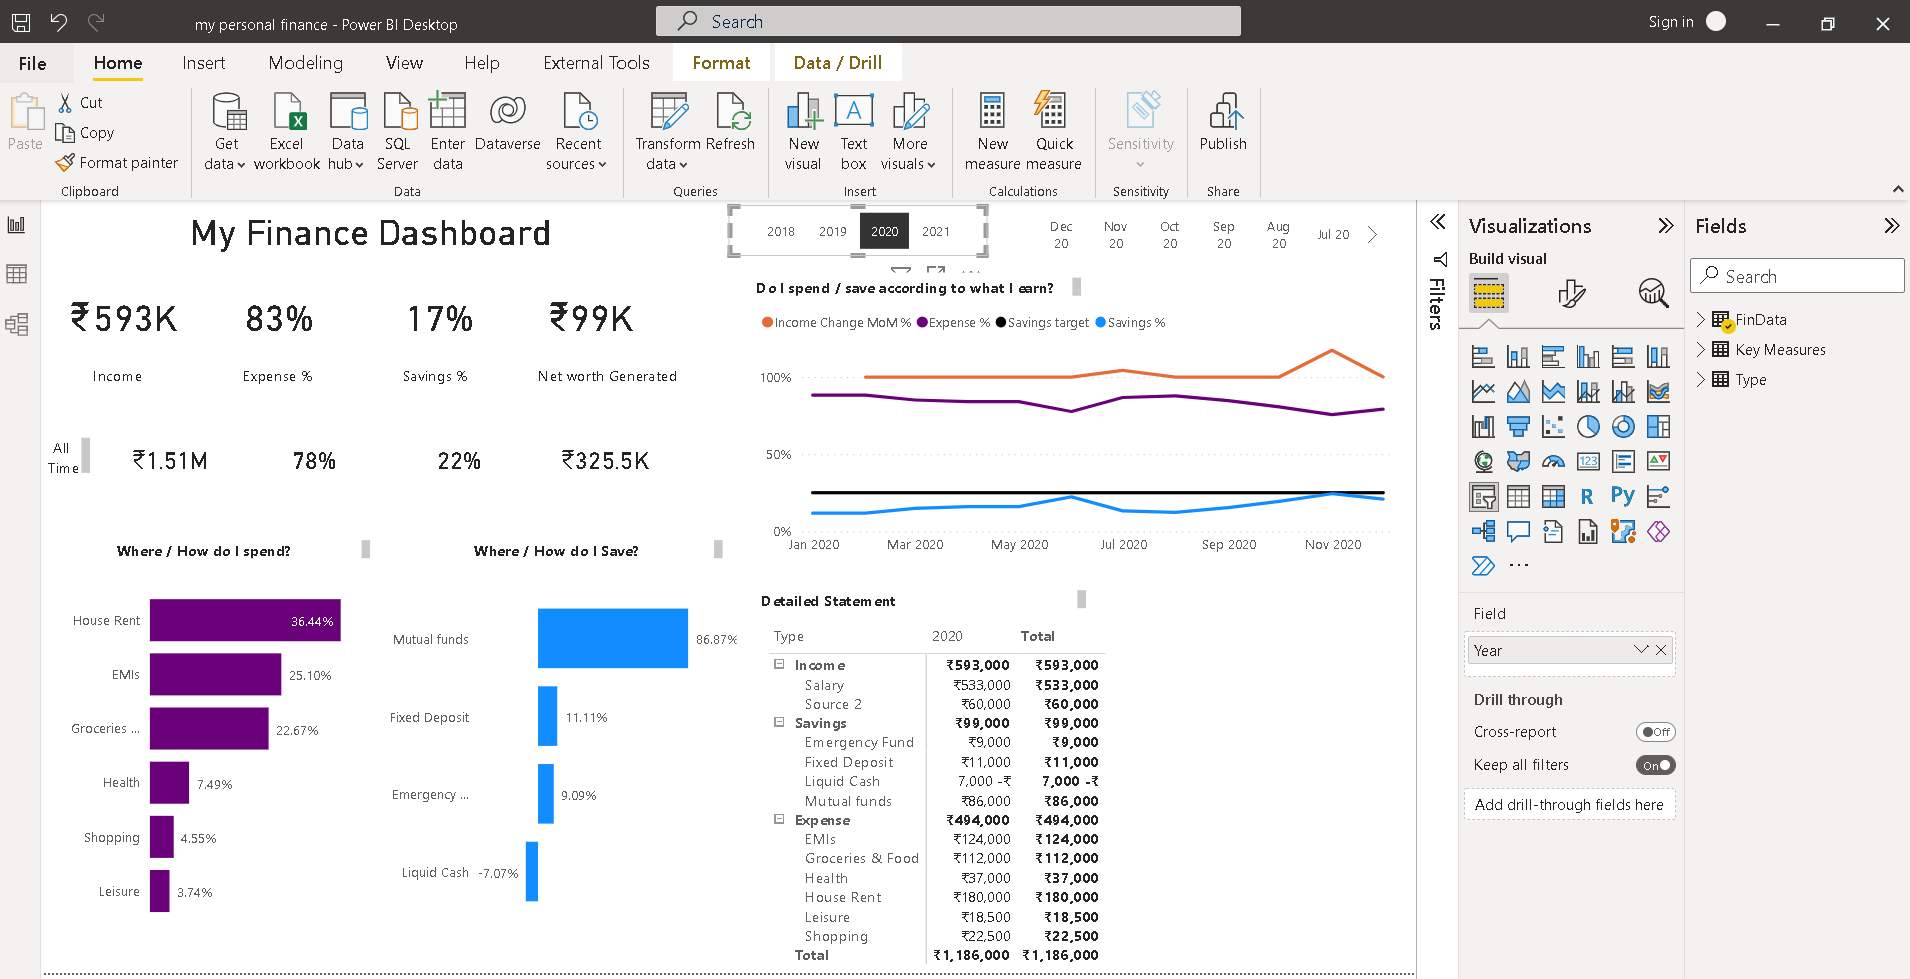 my personal finance - Power BI Desktop
Search
Sign in
File Home Insert Modeling View Help External Tools Format Data / Drill
Paste
Cut
Copy
Format painter
Clipboard
Get data
Excel workbook
Data hub
SQL Server
Enter data
Dataverse
Recent sources
Data
Transform data
Refresh
Queries
New visual
Text box
More visuals
Insert
New measure
Quick measure
Calculations
Sensitivity
Sensitivity
Publish
Share
My Finance Dashboard
2018 2019 2020 2021
Dec 20
Nov 20
Oct 20
Sep 20
Aug 20
Jul 20
₹593K 83% 17% ₹99K
Income Expense % Savings % Net worth Generated
All Time
₹1.51M 78% 22% ₹325.5K
Do I spend / save according to what I earn?
Income Change MoM % Expense % Savings target Savings %
100%
50%
0%
Jan 2020 Mar 2020 May 2020 Jul 2020 Sep 2020 Nov 2020
Where / How do I spend?
House Rent 36.44%
EMIs 25.10%
Groceries ... 22.67%
Health 7.49%
Shopping 4.55%
Leisure 3.74%
Where / How do I Save?
Mutual funds 86.87%
Fixed Deposit 11.11%
Emergency ... 9.09%
Liquid Cash -7.07%
Detailed Statement
Type 2020 Total
Income ₹593,000 ₹593,000
Salary ₹533,000 ₹533,000
Source 2 ₹60,000 ₹60,000
Savings ₹99,000 ₹99,000
Emergency Fund ₹9,000 ₹9,000
Fixed Deposit ₹11,000 ₹11,000
Liquid Cash 7,000 -₹ 7,000 -₹
Mutual funds ₹86,000 ₹86,000
Expense ₹494,000 ₹494,000
EMIs ₹124,000 ₹124,000
Groceries & Food ₹112,000 ₹112,000
Health ₹37,000 ₹37,000
House Rent ₹180,000 ₹180,000
Leisure ₹18,500 ₹18,500
Shopping ₹22,500 ₹22,500
Total ₹1,186,000 ₹1,186,000
Filters
Visualizations
Build visual
123
R
Py
Field
Year
Drill through
Cross-report Off
Keep all filters On
Add drill-through fields here
Fields
Search
FinData
Key Measures
Type